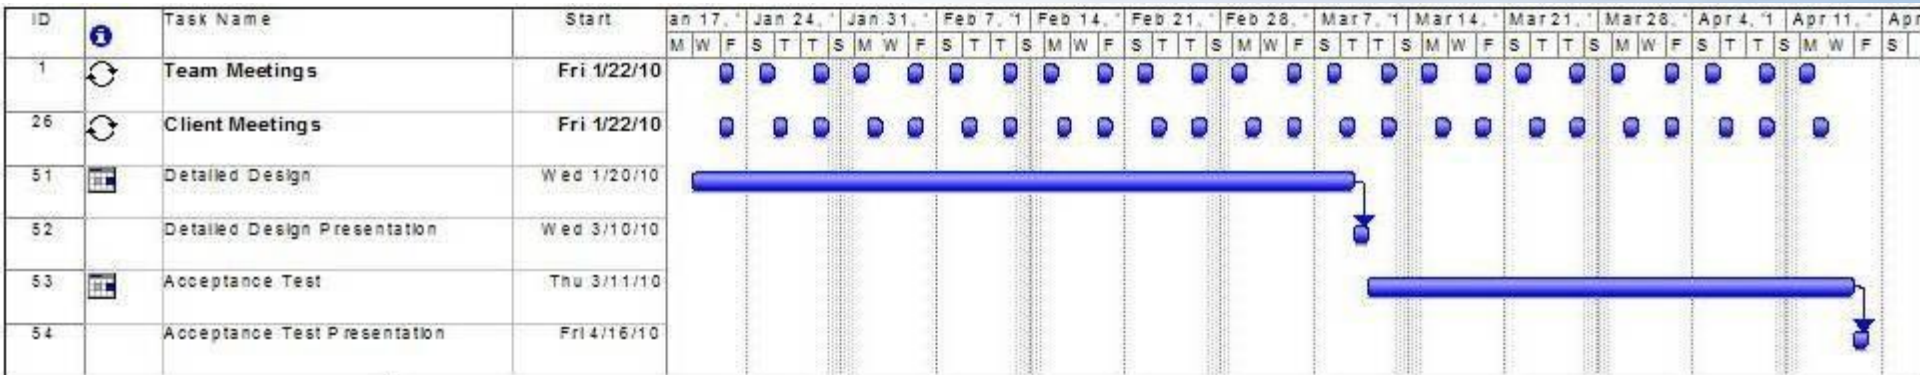 ID Task Name Start an 17, ' Jan 24, ' Jan 31, ' Feb 7, '1 Feb 14, ' Feb 21, ' Feb 28, ' Mar 7, '1 Mar 14, ' Mar 21, ' Mar 28, ' Apr 4, '1 Apr 11, ' Apr
i M W F S T T S M W F S T T S M W F S T T S M W F S T T S M W F S T T S M W F S T T S M W F S
1 Team Meetings Fri 1/22/10
26 Client Meetings Fri 1/22/10
51 Detailed Design Wed 1/20/10
52 Detailed Design Presentation Wed 3/10/10
53 Acceptance Test Thu 3/11/10
54 Acceptance Test Presentation Fri 4/16/10